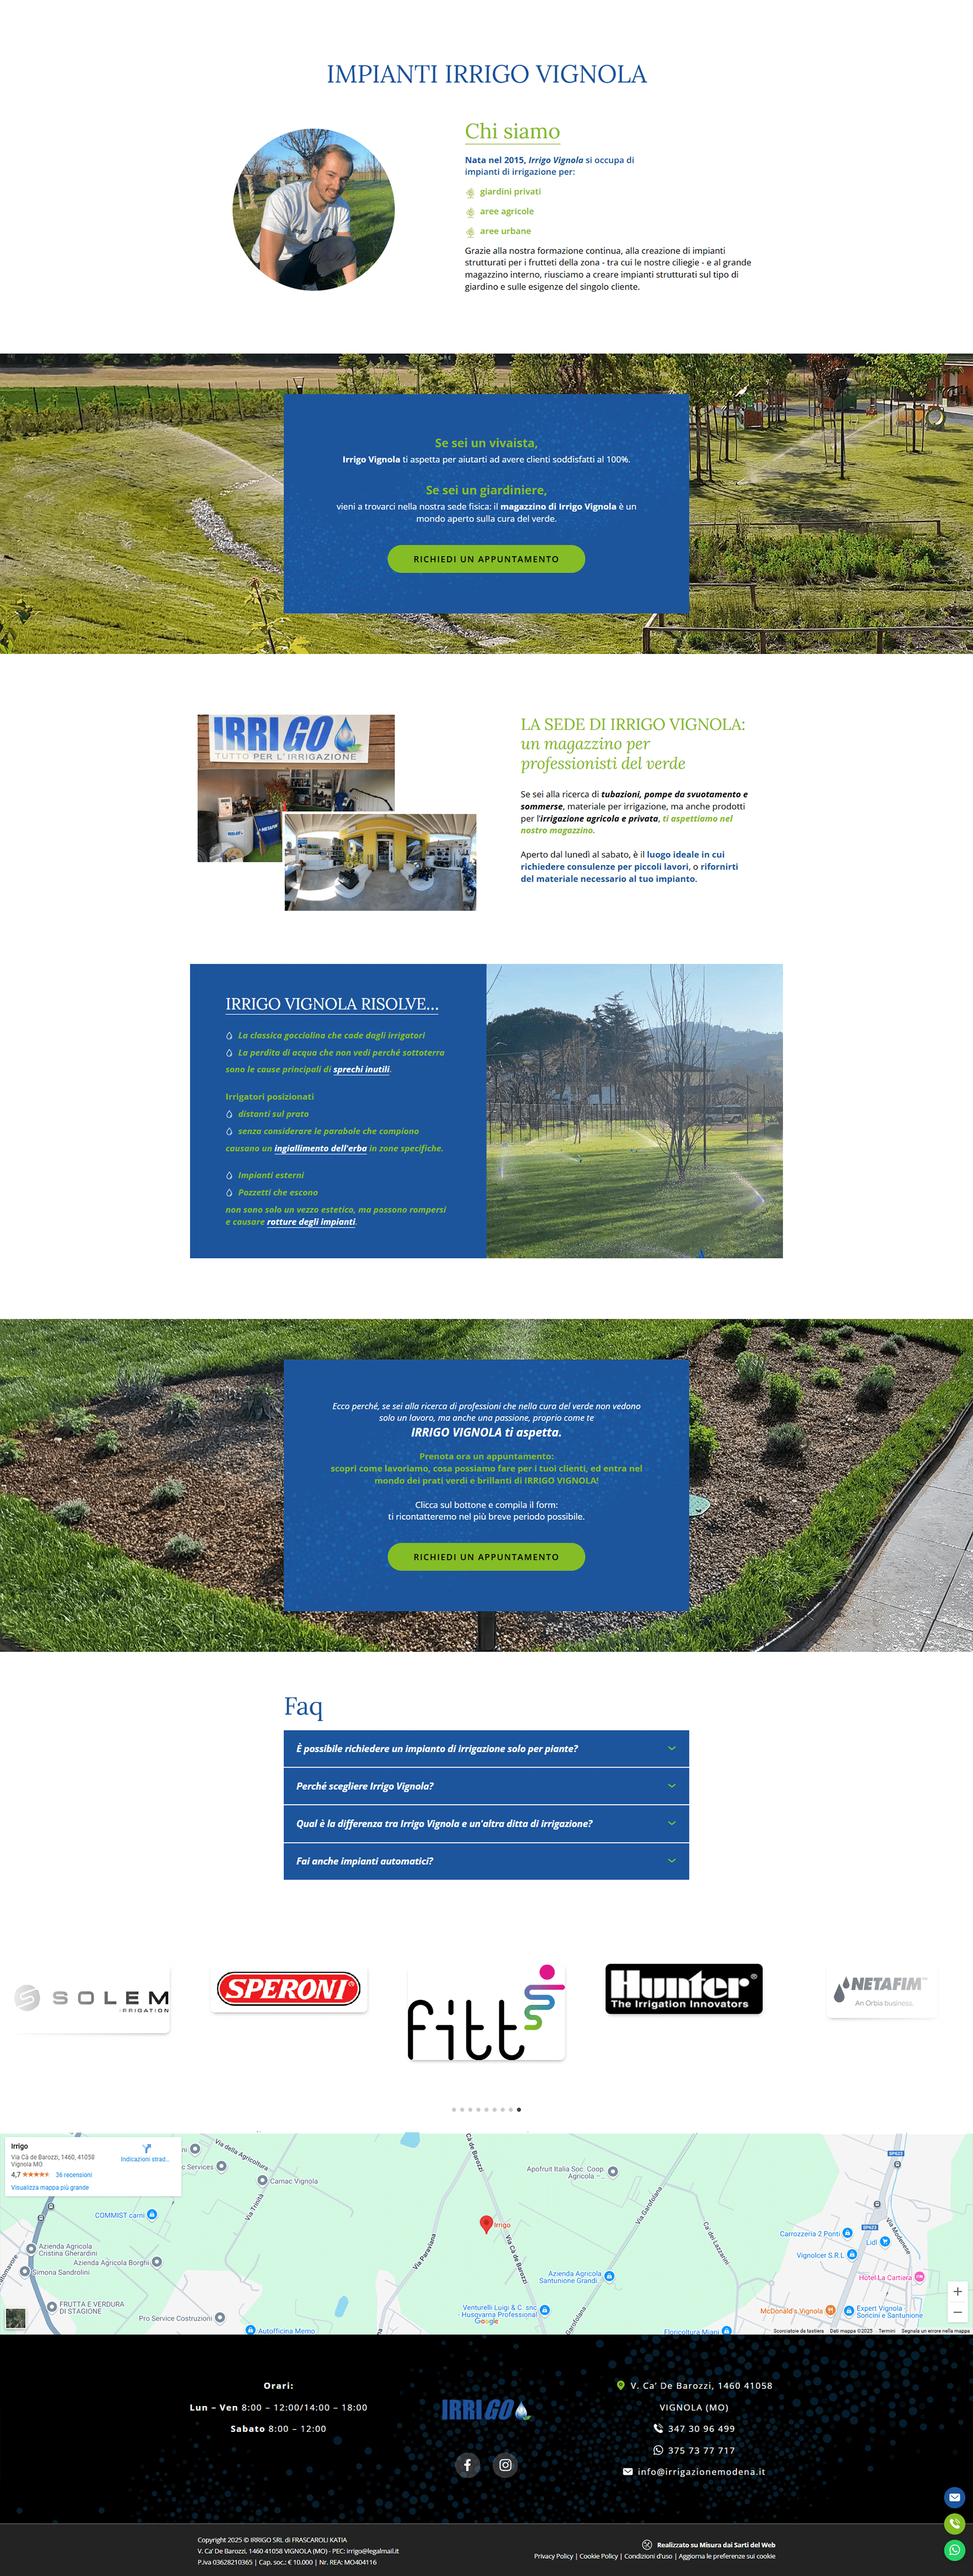 IMPIANTI IRRIGO VIGNOLA
Chi siamo
Nata nel 2015, Irrigo Vignola si occupa di
impianti di irrigazione per:
giardini privati
aree agricole
aree urbane
Grazie alla nostra formazione continua, alla creazione di impianti
strutturati per i frutteti della zona - tra cui le nostre ciliegie - e al grande
magazzino interno, riusciamo a creare impianti strutturati sul tipo di
giardino e sulle esigenze del singolo cliente.
Se sei un vivaista,
Irrigo Vignola ti aspetta per aiutarti ad avere clienti soddisfatti al 100%.
Se sei un giardiniere,
vieni a trovarci nella nostra sede fisica: il magazzino di Irrigo Vignola è un
mondo aperto sulla cura del verde.
RICHIEDI UN APPUNTAMENTO
IRRIGO
TUTTO PER L'IRRIGAZIONE
LA SEDE DI IRRIGO VIGNOLA:
un magazzino per
professionisti del verde
Se sei alla ricerca di tubazioni, pompe da svuotamento e
sommerse, materiale per irrigazione, ma anche prodotti
per l'irrigazione agricola e privata, ti aspettiamo nel
nostro magazzino.
Aperto dal lunedì al sabato, è il luogo ideale in cui
richiedere consulenze per piccoli lavori, o rifornirti
del materiale necessario al tuo impianto.
IRRIGO VIGNOLA RISOLVE...
La classica gocciolina che cade dagli irrigatori
La perdita di acqua che non vedi perché sottoterra
sono le cause principali di sprechi inutili.
Irrigatori posizionati
distanti sul prato
senza considerare le parabole che compiono
causano un ingiallimento dell'erba in zone specifiche.
Impianti esterni
Pozzetti che escono
non sono solo un vezzo estetico, ma possono rompersi
e causare rotture degli impianti.
Ecco perché, se sei alla ricerca di professioni che nella cura del verde non vedono
solo un lavoro, ma anche una passione, proprio come te
IRRIGO VIGNOLA ti aspetta.
Prenota ora un appuntamento:
scopri come lavoriamo, cosa possiamo fare per i tuoi clienti, ed entra nel
mondo dei prati verdi e brillanti di IRRIGO VIGNOLA!
Clicca sul bottone e compila il form:
ti ricontatteremo nel più breve periodo possibile.
RICHIEDI UN APPUNTAMENTO
Faq
È possibile richiedere un impianto di irrigazione solo per piante?
Perché scegliere Irrigo Vignola?
Qual è la differenza tra Irrigo Vignola e un'altra ditta di irrigazione?
Fai anche impianti automatici?
SOLEM
IRRIGATION
SPERONI
fitt
Hunter
The Irrigation Innovators
NETAFIM™
An Orbia business.
Irrigo
Via Cà de Barozzi, 1460, 41058
Vignola MO
4,7
36 recensioni
Visualizza mappa più grande
Indicazioni strad...
Via della Agricoltura
c Services
Camac Vignola
Via Trinità
COMMIST carni
Azienda Agricola
Cristina Gherardini
Azienda Agricola Borghi
Simona Sandrolini
FRUTTA E VERDURA
DI STAGIONE
Pro Service Costruzioni
Autofficina Memo
Cà de Barozzi
Via Paraviana
Irrigo
Via Cà de Barozzi
Apofruit Italia Soc. Coop.
Agricola -...
Via Garofolana
Azienda Agricola
Santunione Grandi...
Venturelli Luigi & C. snc
- Husqvarna Professional
Google
Garofolana
Floricoltura Miani
Ca' dei Lazzarini
SP623
SP623
Via Modenese
Carrozzeria 2 Ponti
Lidl
Vignolcer S.R.L
Hotel La Cartiera
McDonald's Vignola
Expert Vignola -
Soncini e Santunione
Scorciatoie da tastiera
Dati mappa ©2025
Termini
Segnala un errore nella mappa
Orari:
Lun – Ven 8:00 – 12:00/14:00 – 18:00
Sabato 8:00 – 12:00
IRRIGO
V. Ca' De Barozzi, 1460 41058
VIGNOLA (MO)
347 30 96 499
375 73 77 717
info@irrigazionemodena.it
Copyright 2025 © IRRIGO SRL di FRASCAROLI KATIA
V. Ca' De Barozzi, 1460 41058 VIGNOLA (MO) - PEC: irrigo@legalmail.it
P.iva 03628210365 | Cap. soc.: € 10.000 | Nr. REA: MO404116
Realizzato su Misura dai Sarti del Web
Privacy Policy | Cookie Policy | Condizioni d'uso | Aggiorna le preferenze sui cookie